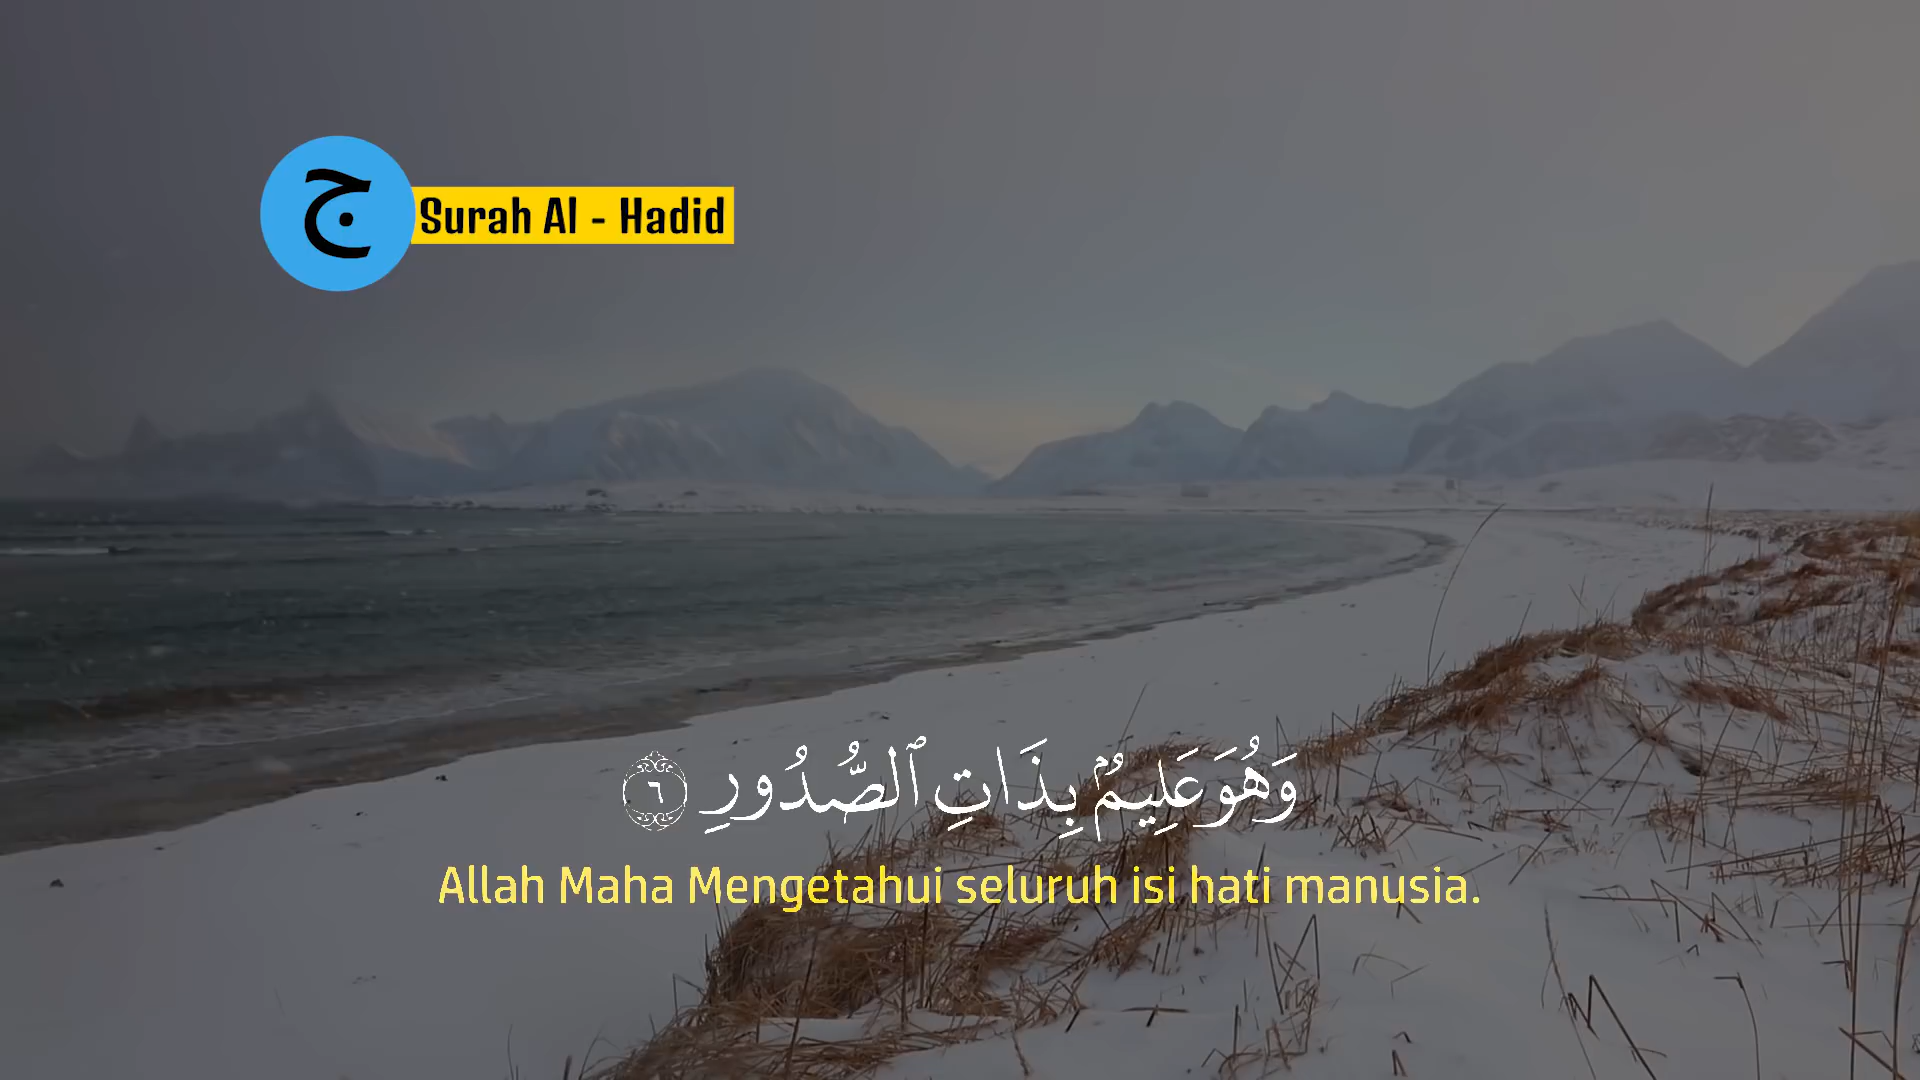 ج
Surah Al - Hadid
وَهُوَ عَلِيمٌۢ بِذَاتِ ٱلصُّدُورِ ٦
Allah Maha Mengetahui seluruh isi hati manusia.